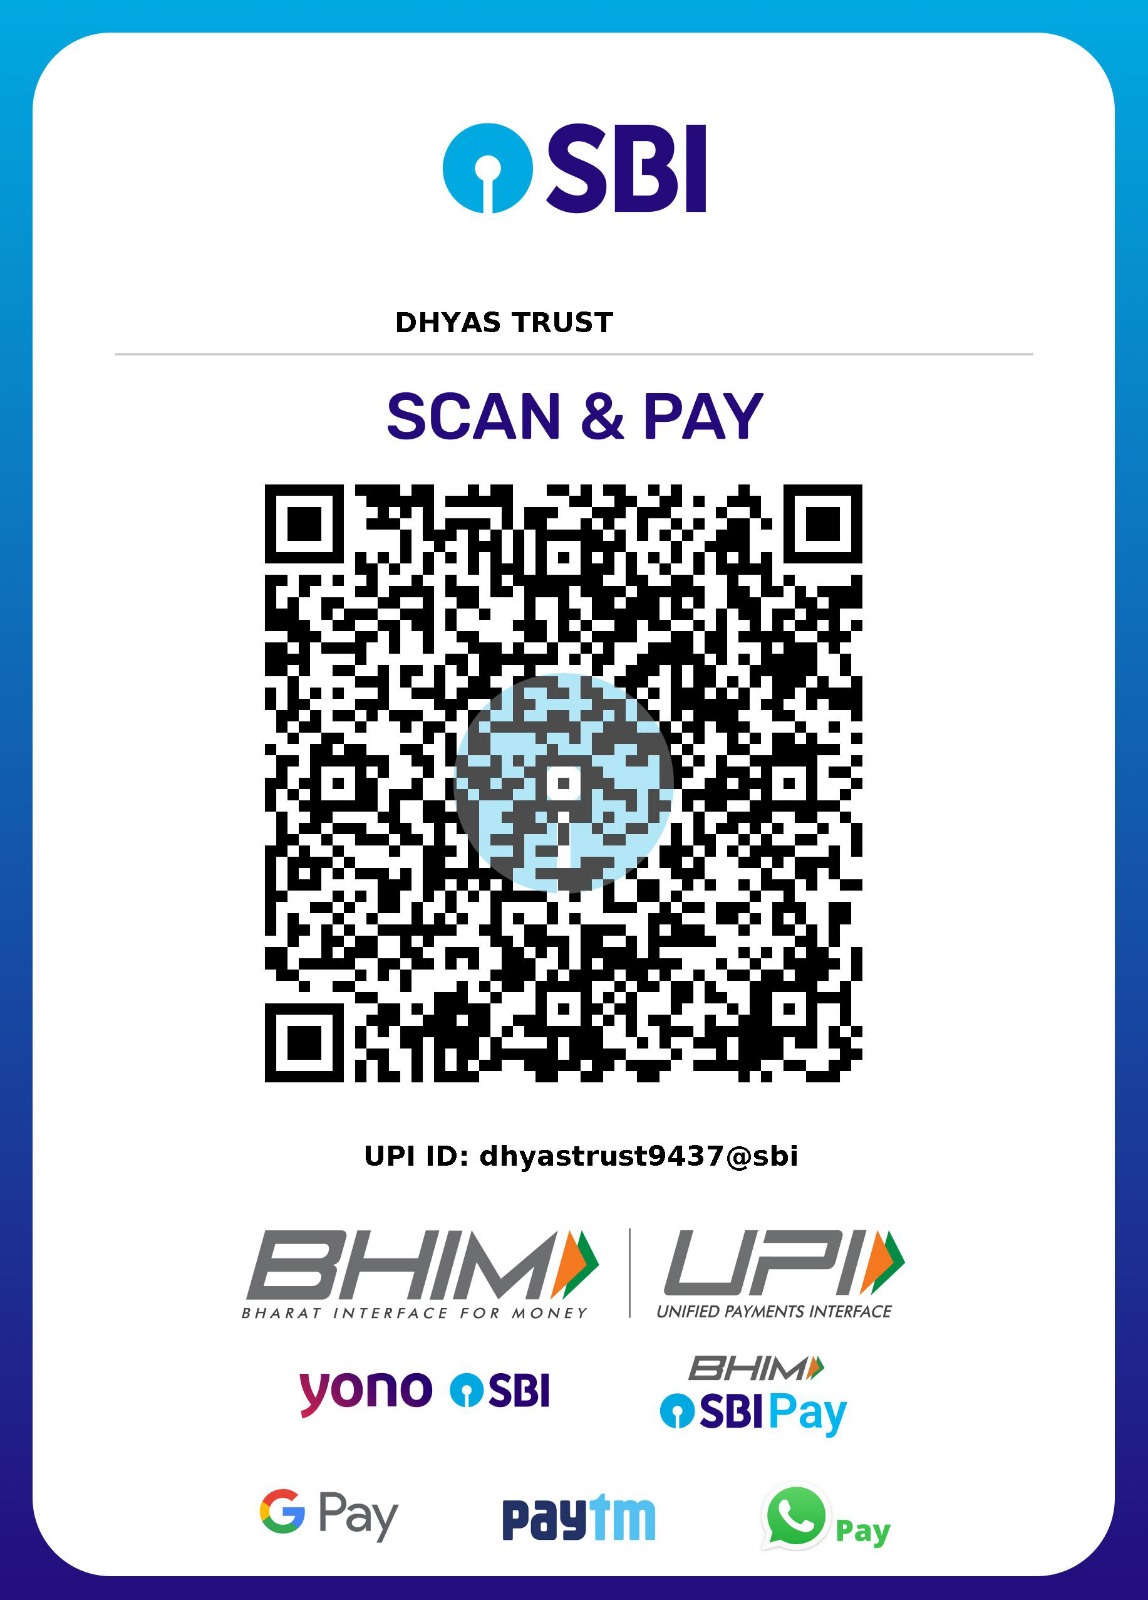 SBI
DHYAS TRUST
SCAN & PAY
UPI ID: dhyastrust9437@sbi
BHIM UPI
BHARAT INTERFACE FOR MONEY UNIFIED PAYMENTS INTERFACE
BHIM
yono SBI SBI Pay
G Pay paytm Pay